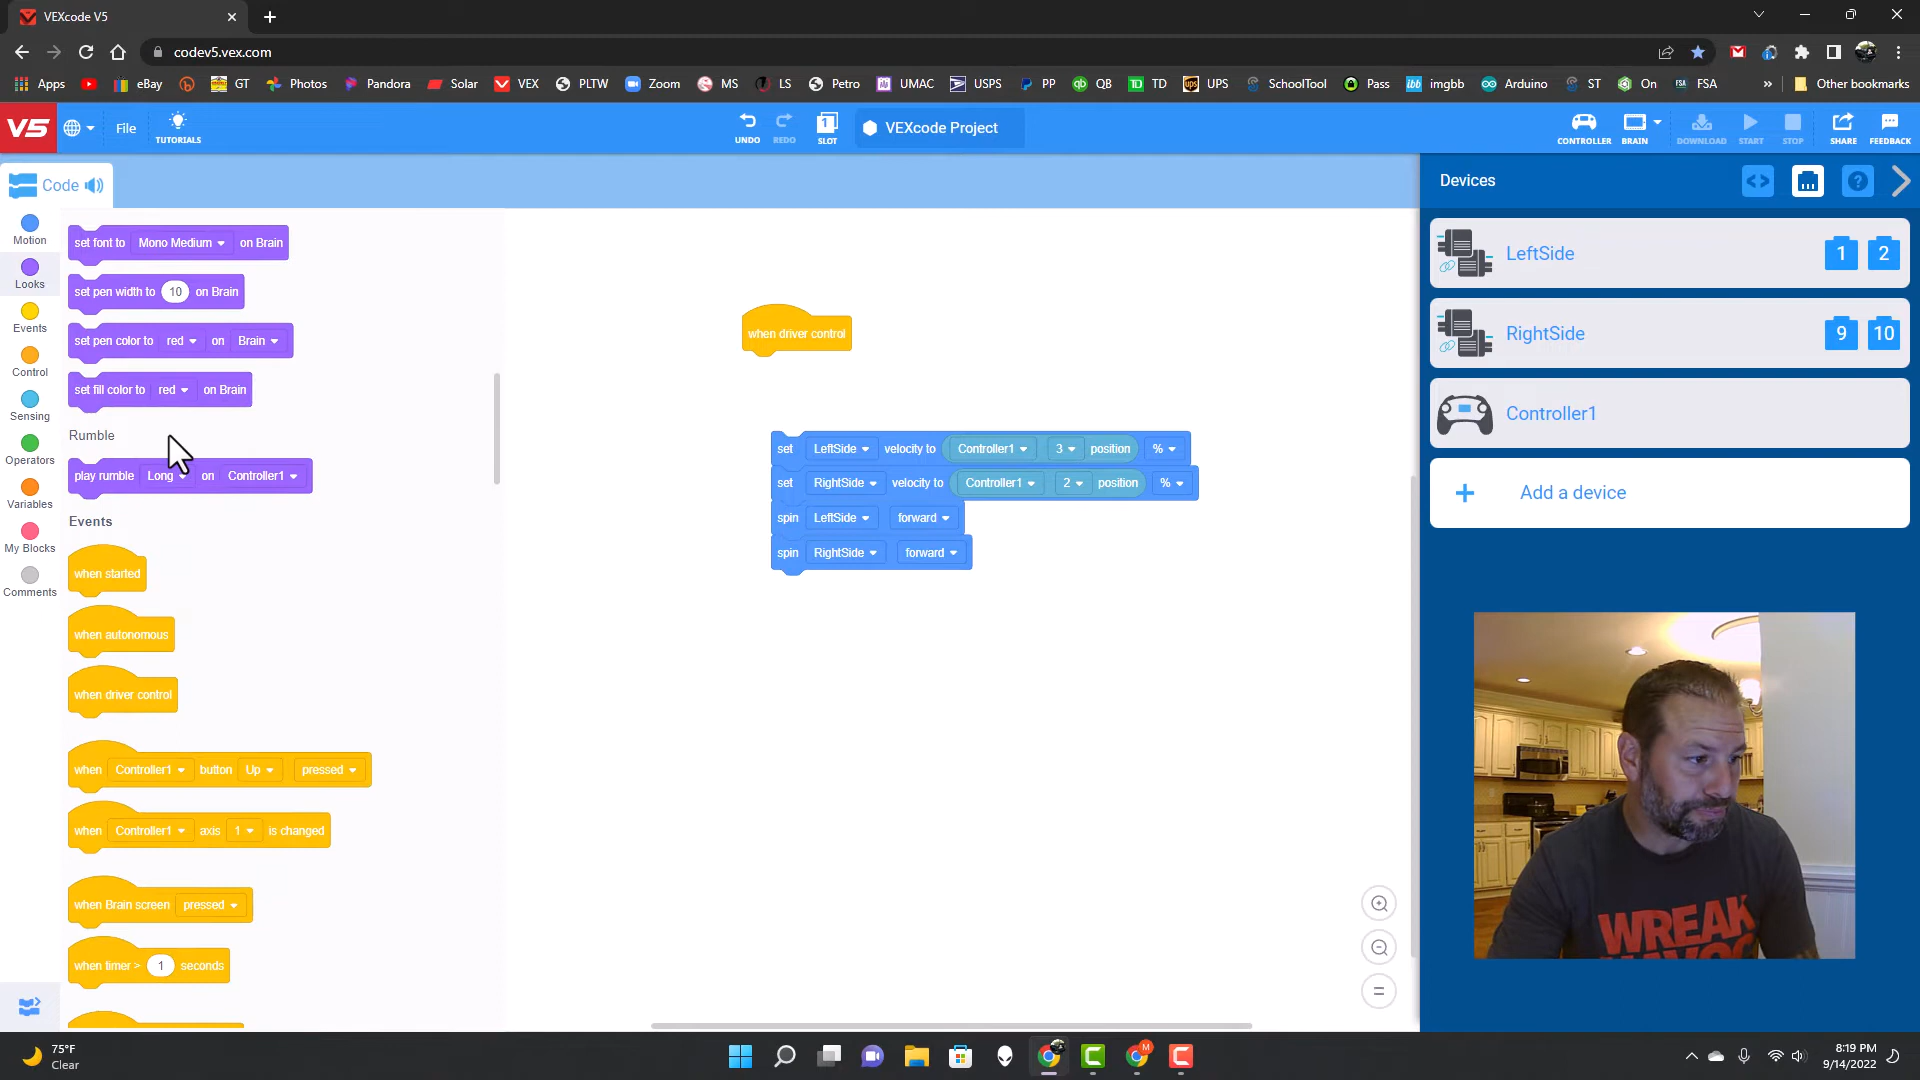 VEXcode V5
codev5.vex.com
Apps eBay GT Photos Pandora Solar VEX PLTW Zoom MS LS Petro UMAC USPS PP QB TD UPS SchoolTool Pass imgbb Arduino ST On FSA » Other bookmarks
V5 File TUTORIALS UNDO REDO 1 SLOT VEXcode Project CONTROLLER BRAIN DOWNLOAD START STOP SHARE FEEDBACK
Code
Devices
Motion
Looks
Events
Control
Sensing
Operators
Variables
My Blocks
Comments
set font to Mono Medium on Brain
set pen width to 10 on Brain
set pen color to red on Brain
set fill color to red on Brain
Rumble
play rumble Long on Controller1
Events
when started
when autonomous
when driver control
when Controller1 button Up pressed
when Controller1 axis 1 is changed
when Brain screen pressed
when timer > 1 seconds
when driver control
set LeftSide velocity to Controller1 3 position %
set RightSide velocity to Controller1 2 position %
spin LeftSide forward
spin RightSide forward
LeftSide 1 2
RightSide 9 10
Controller1
+ Add a device
WREAK
75°F
Clear
8:19 PM
9/14/2022